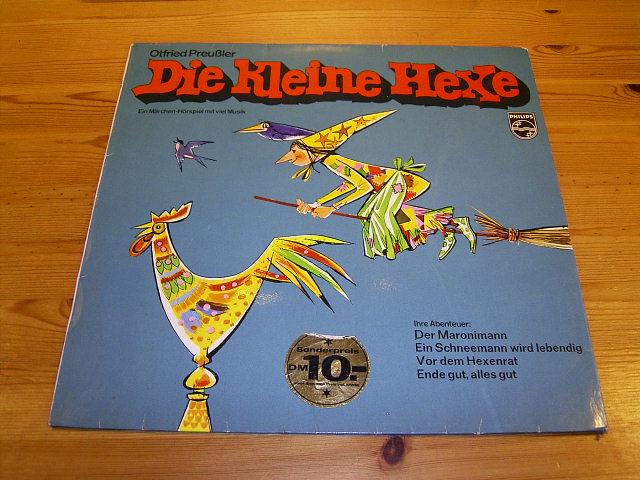 Otfried Preußler
Die kleine Hexe
Ein Märchen-Hörspiel mit viel Musik
PHILIPS
Ihre Abenteuer:
Der Maronimann
Ein Schneemann wird lebendig
Vor dem Hexenrat
Ende gut, alles gut
Sonderpreis
DM 10.-